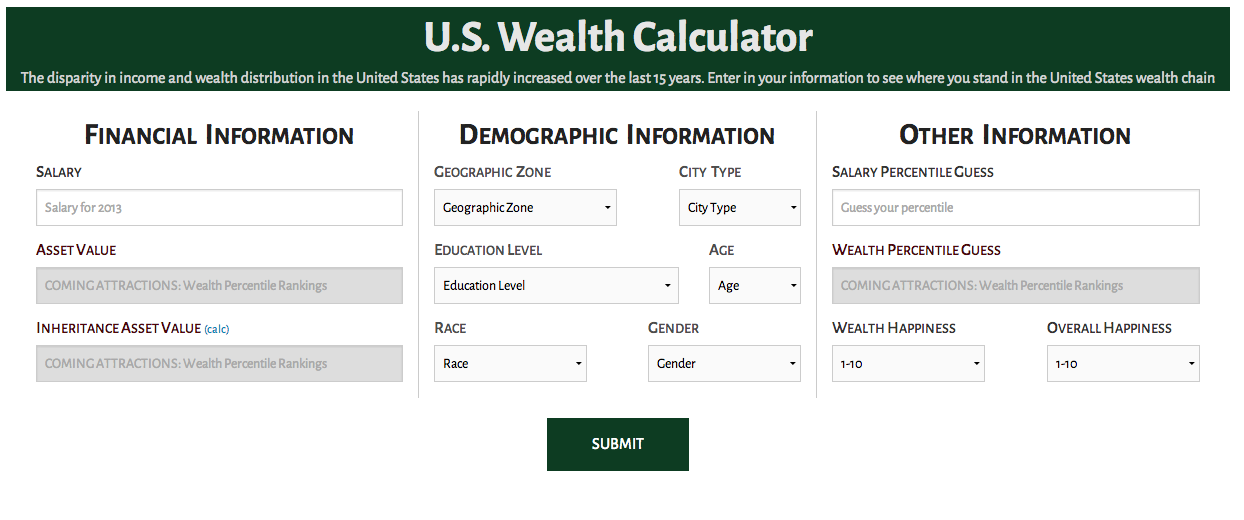 U.S. Wealth Calculator
The disparity in income and wealth distribution in the United States has rapidly increased over the last 15 years. Enter in your information to see where you stand in the United States wealth chain
Financial Information
Salary
Salary for 2013
Asset Value
COMING ATTRACTIONS: Wealth Percentile Rankings
Inheritance Asset Value (calc)
COMING ATTRACTIONS: Wealth Percentile Rankings
Demographic Information
Geographic Zone City Type
Geographic Zone City Type
Education Level Age
Education Level Age
Race Gender
Race Gender
Other Information
Salary Percentile Guess
Guess your percentile
Wealth Percentile Guess
COMING ATTRACTIONS: Wealth Percentile Rankings
Wealth Happiness Overall Happiness
1-10 1-10
SUBMIT